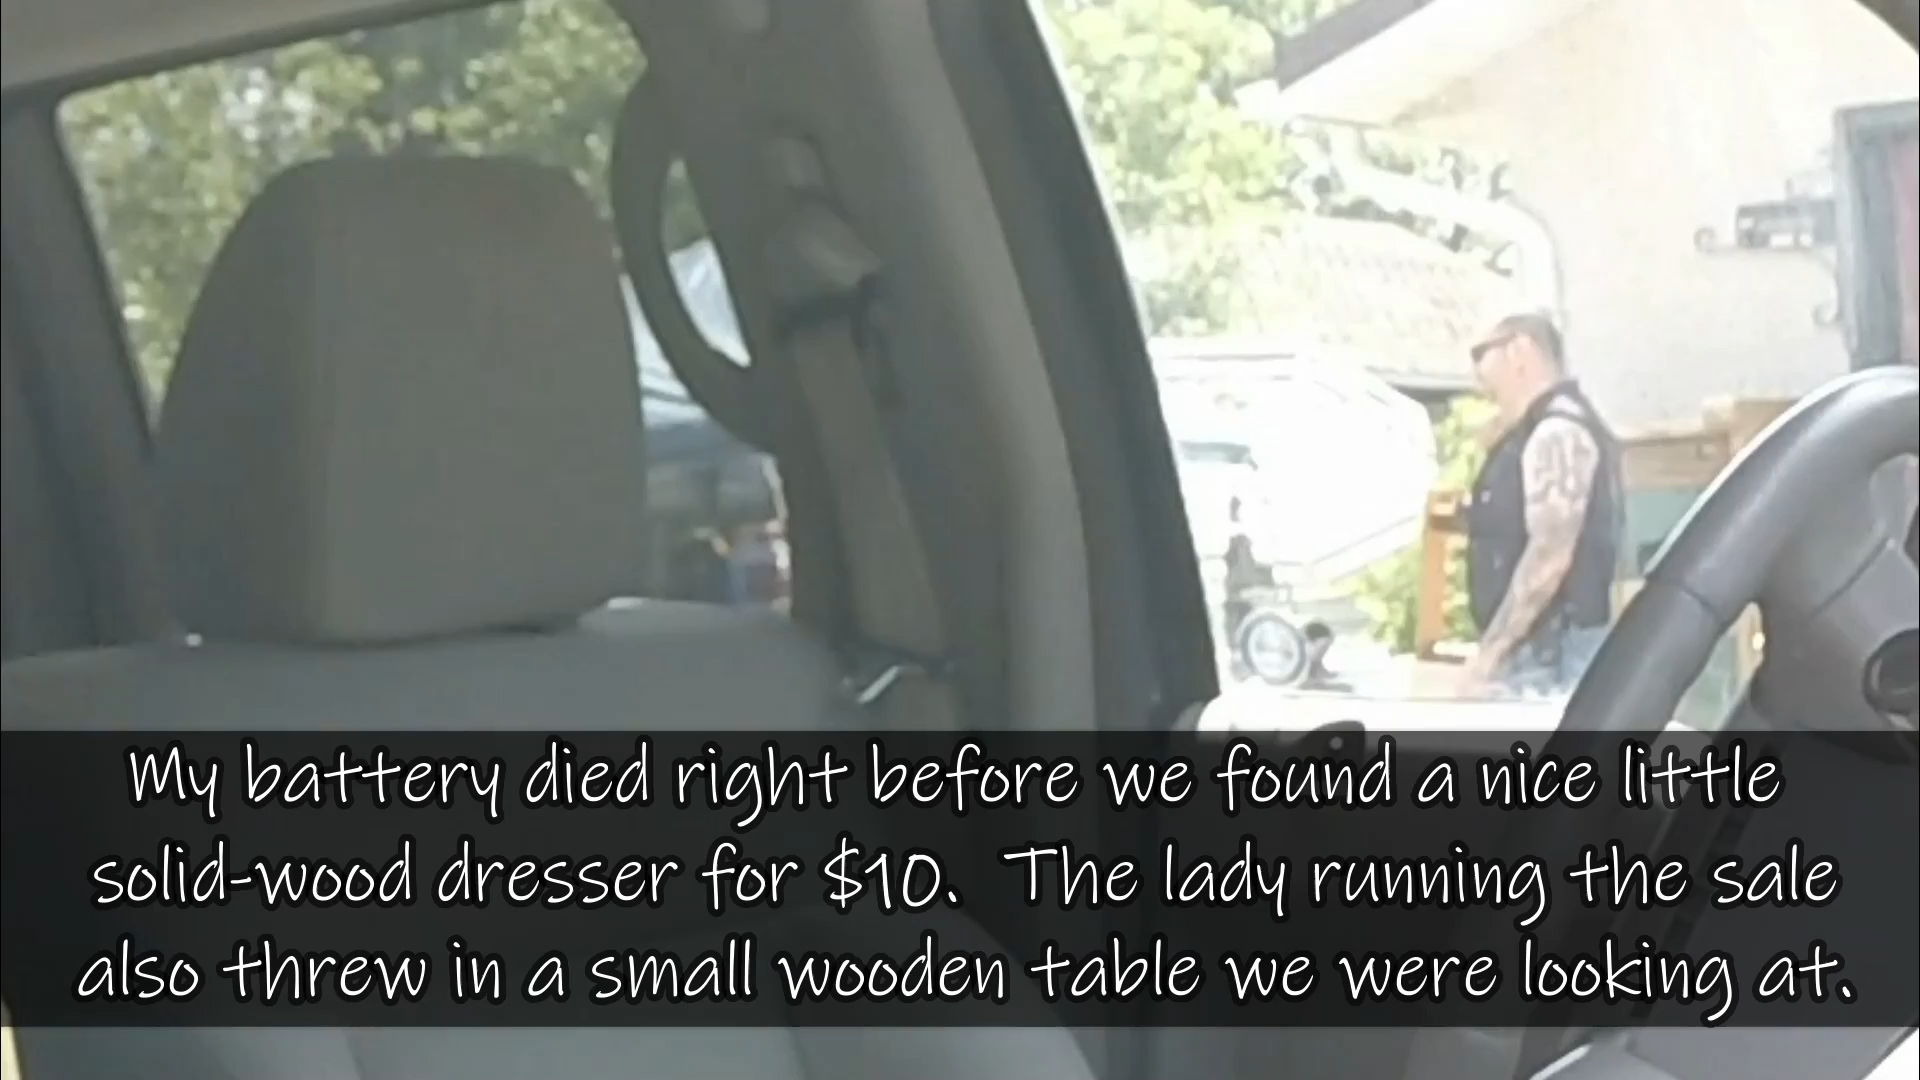 My battery died right before we found a nice little
solid-wood dresser for $10. The lady running the sale
also threw in a small wooden table we were looking at.